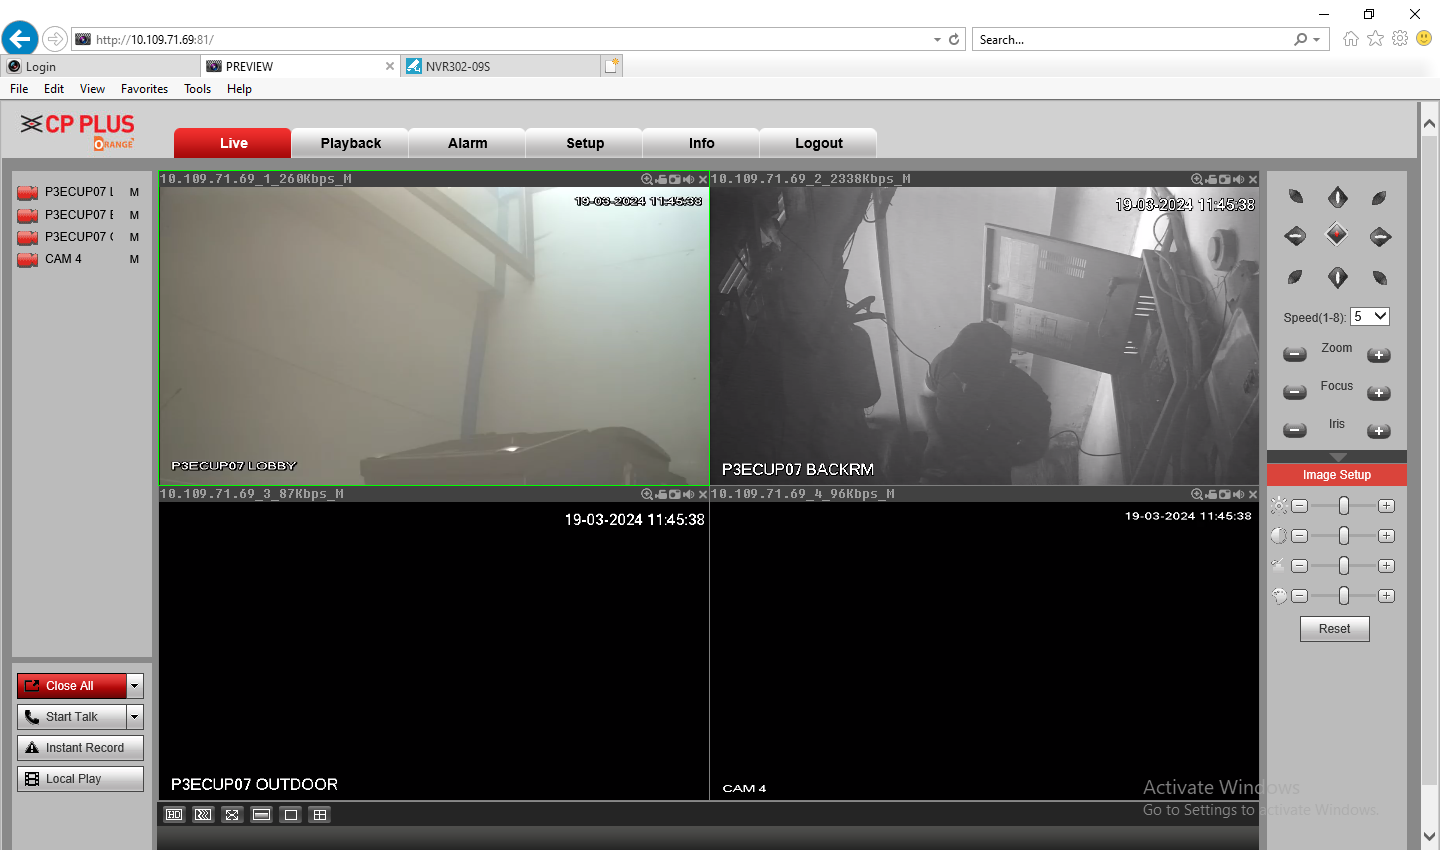 http://10.109.71.69:81/
Search...
Login
PREVIEW
NVR302-09S
File Edit View Favorites Tools Help
CP PLUS
ORANGE
Live Playback Alarm Setup Info Logout
P3ECUP07 L M
P3ECUP07 E M
P3ECUP07 ( M
CAM 4 M
10.109.71.69_1_260Kbps_M
19-03-2024 11:45:38
P3ECUP07 LOBBY
10.109.71.69_2_2338Kbps_M
19-03-2024 11:45:38
P3ECUP07 BACKRM
10.109.71.69_3_87Kbps_M
19-03-2024 11:45:38
P3ECUP07 OUTDOOR
10.109.71.69_4_96Kbps_M
19-03-2024 11:45:38
CAM 4
Speed(1-8): 5
Zoom
Focus
Iris
Image Setup
Reset
Close All
Start Talk
Instant Record
Local Play
HD
Activate Windows
Go to Settings to activate Windows.